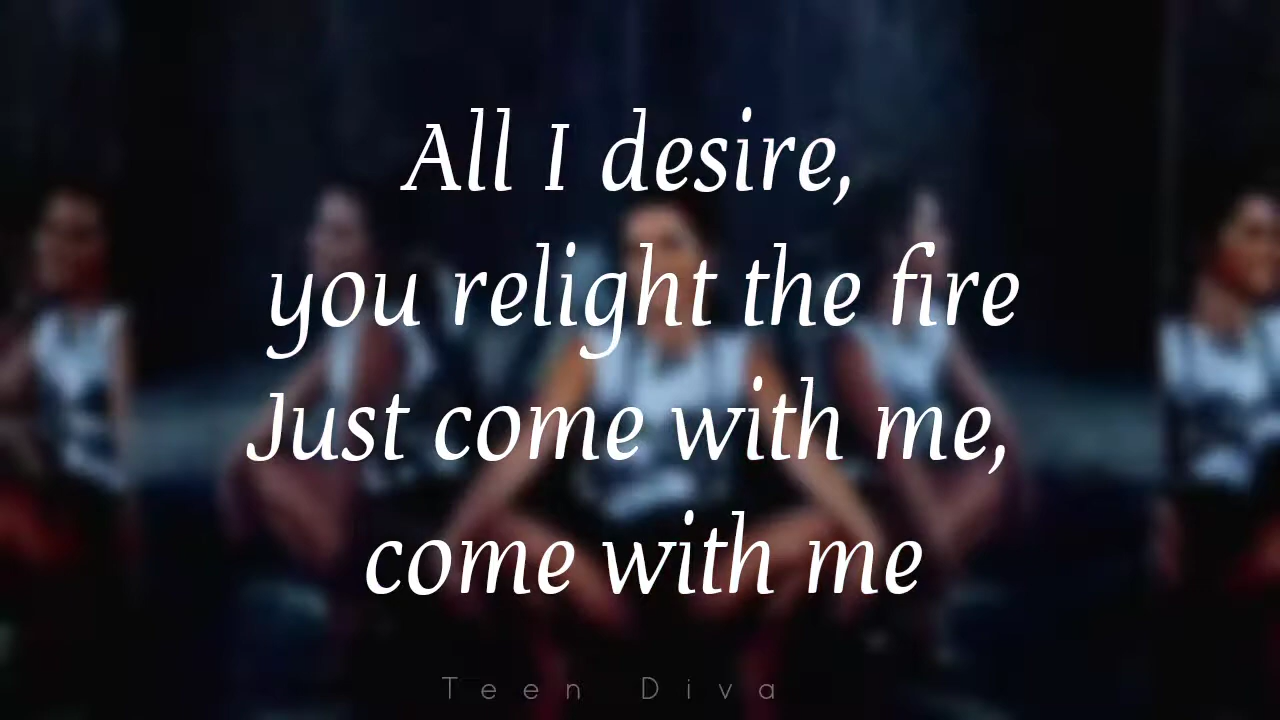 All I desire,
you relight the fire
Just come with me,
come with me
Teen Diva